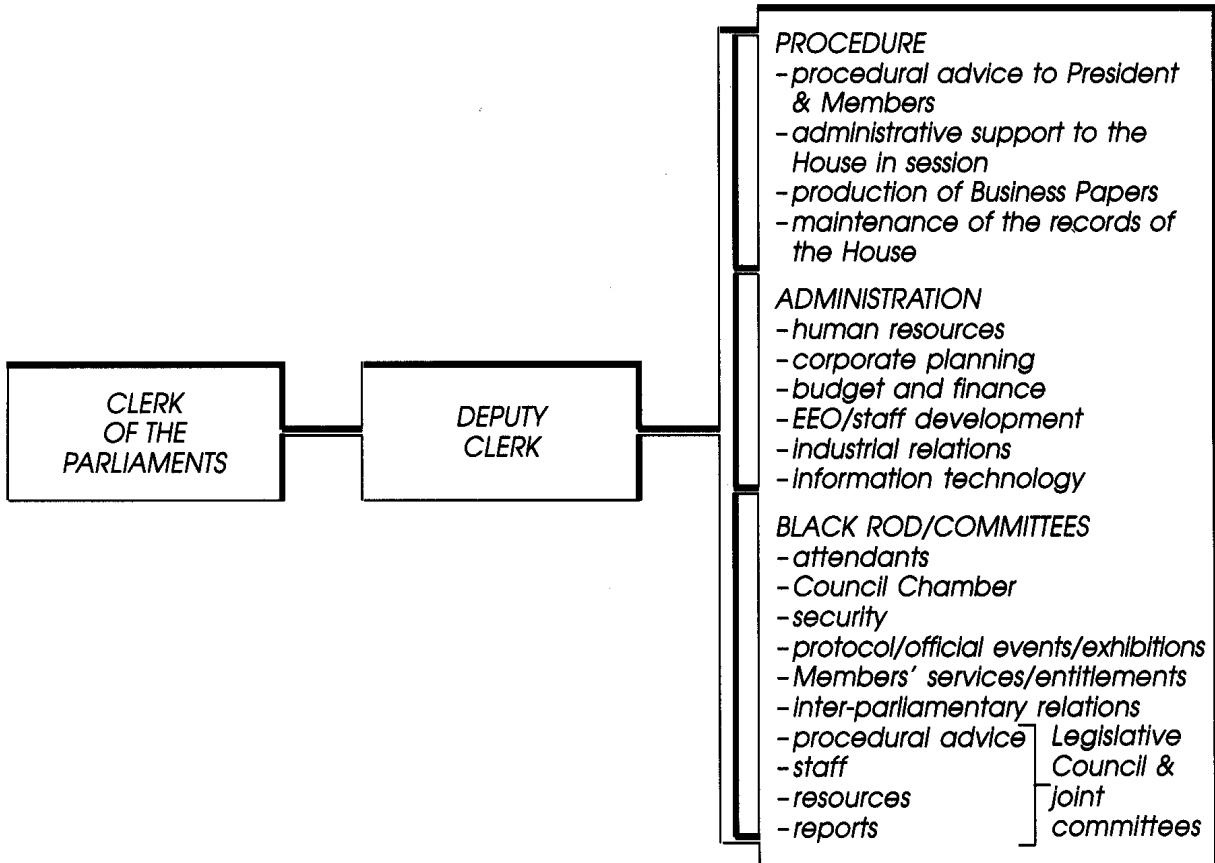 CLERK
OF THE
PARLIAMENTS
DEPUTY
CLERK
PROCEDURE
-procedural advice to President
& Members
-administrative support to the
House in session
-production of Business Papers
-maintenance of the records of
the House
ADMINISTRATION
-human resources
-corporate planning
-budget and finance
-EEO/staff development
-industrial relations
-information technology
BLACK ROD/COMMITTEES
-attendants
-Council Chamber
-security
-protocol/official events/exhibitions
-Members' services/entitlements
-inter-parliamentary relations
-procedural advice
-staff
-resources
-reports
Legislative
Council &
joint
committees